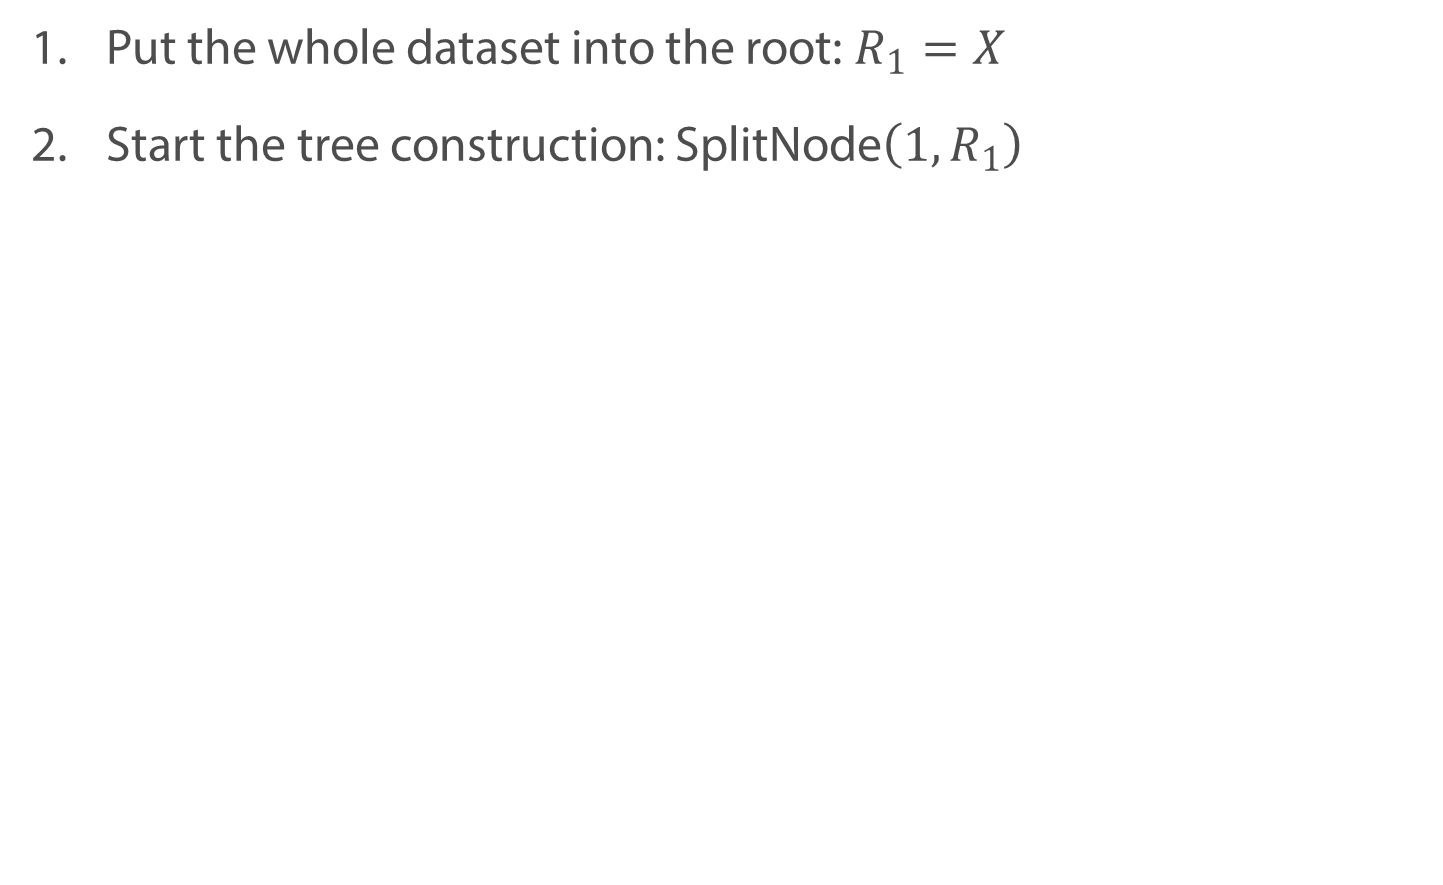 1. Put the whole dataset into the root: R₁ = X
2. Start the tree construction: SplitNode(1, R₁)